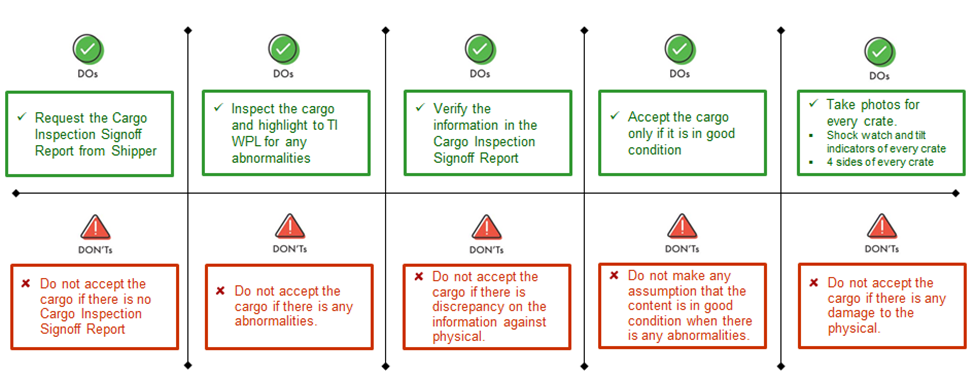 DOs
DOs
DOs
DOs
DOs
✓ Request the Cargo
Inspection Signoff
Report from Shipper
✓ Inspect the cargo
and highlight to TI
WPL for any
abnormalities
✓ Verify the
information in the
Cargo Inspection
Signoff Report
✓ Accept the cargo
only if it is in good
condition
✓ Take photos for
every crate.
▪ Shock watch and tilt
indicators of every crate
▪ 4 sides of every crate
DON'Ts
DON'Ts
DON'Ts
DON'Ts
DON'Ts
✘ Do not accept the
cargo if there is no
Cargo Inspection
Signoff Report
✘ Do not accept the
cargo if there is any
abnormalities.
✘ Do not accept the
cargo if there is
discrepancy on the
information against
physical.
✘ Do not make any
assumption that the
content is in good
condition when there
is any abnormalities.
✘ Do not accept the
cargo if there is any
damage to the
physical.